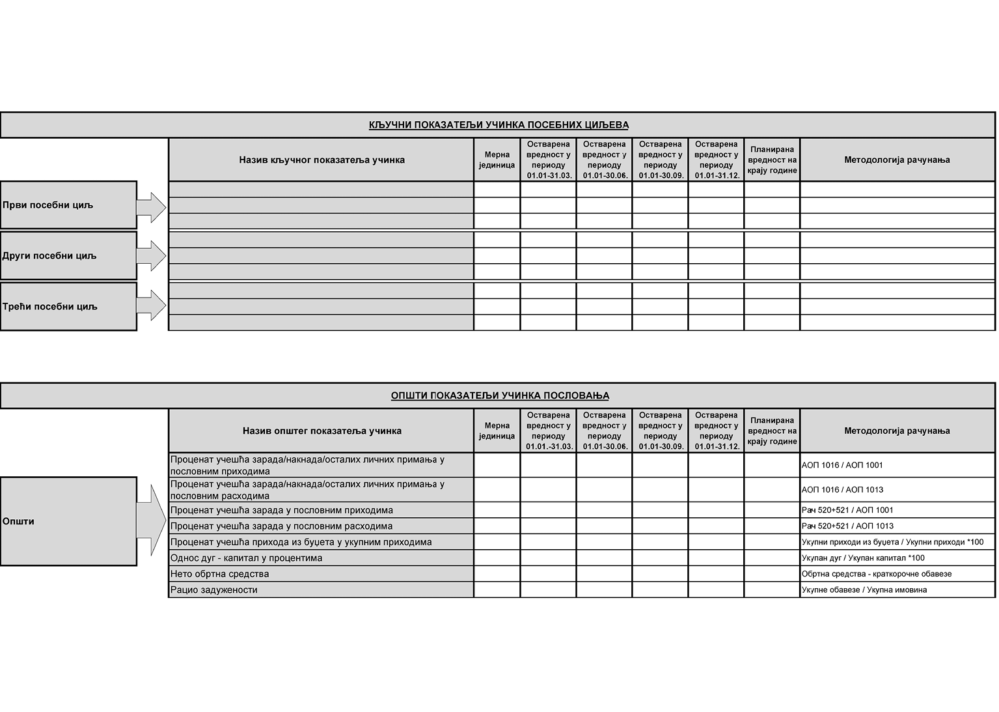 КЉУЧНИ ПОКАЗАТЕЉИ УЧИНКА ПОСЕБНИХ ЦИЉЕВА
Назив кључног показатеља учинка
Мерна
јединица
Остварена
вредност у
периоду
01.01-31.03.
Остварена
вредност у
периоду
01.01-30.06.
Остварена
вредност у
периоду
01.01-30.09.
Остварена
вредност у
периоду
01.01-31.12.
Планирана
вредност на
крају године
Методологија рачунања
Први посебни циљ
Други посебни циљ
Трећи посебни циљ
ОПШТИ ПОКАЗАТЕЉИ УЧИНКА ПОСЛОВАЊА
Назив општег показатеља учинка
Мерна
јединица
Остварена
вредност у
периоду
01.01.-31.03.
Остварена
вредност у
периоду
01.01-30.06.
Остварена
вредност у
периоду
01.01-30.09.
Остварена
вредност у
периоду
01.01-31.12.
Планирана
вредност на
крају године
Методологија рачунања
Општи
Проценат учешћа зарада/накнада/осталих личних примања у
пословним приходима
АОП 1016 / АОП 1001
Проценат учешћа зарада/накнада/осталих личних примања у
пословним расходима
АОП 1016 / АОП 1013
Проценат учешћа зарада у пословним приходима
Рач 520+521 / АОП 1001
Проценат учешћа зарада у пословним расходима
Рач 520+521 / АОП 1013
Проценат учешћа прихода из буџета у укупним приходима
Укупни приходи из буџета / Укупни приходи *100
Однос дуг - капитал у процентима
Укупан дуг / Укупан капитал *100
Нето обртна средства
Обртна средства - краткорочне обавезе
Рацио задужености
Укупне обавезе / Укупна имовина